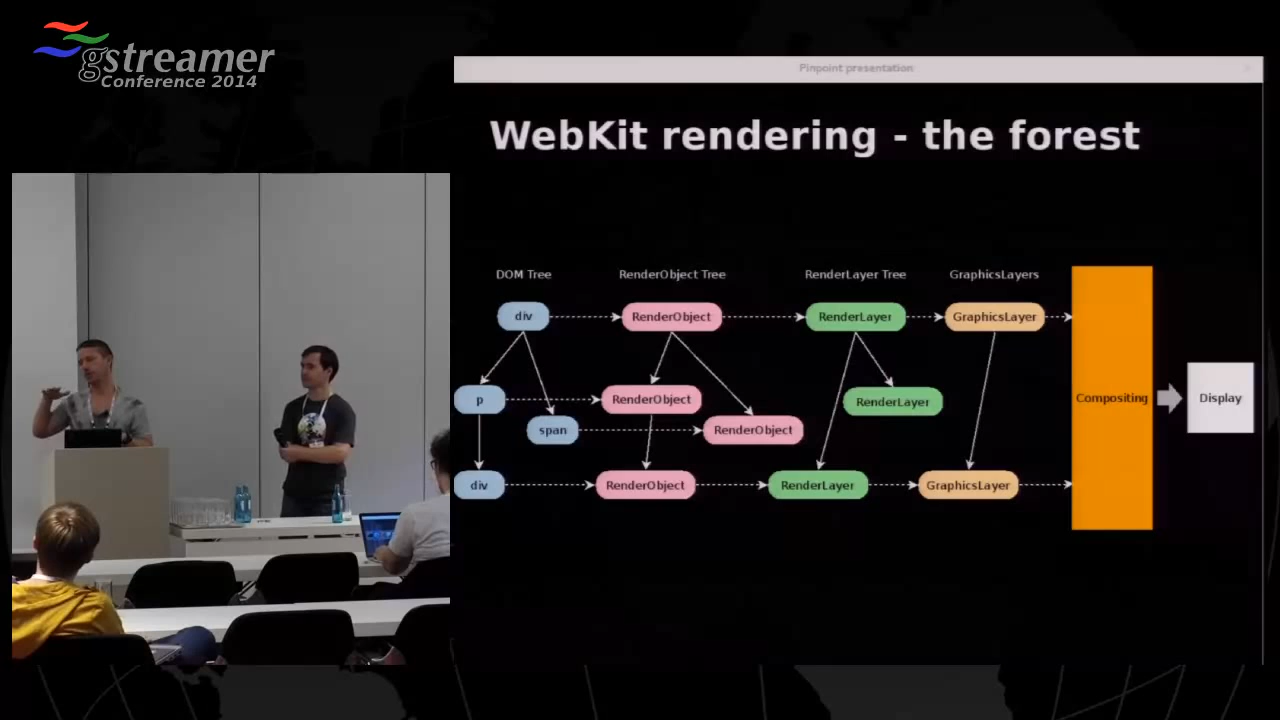 gstreamer
Conference 2014
Pinpoint presentation
WebKit rendering - the forest
DOM Tree RenderObject Tree RenderLayer Tree GraphicsLayers
div RenderObject RenderLayer GraphicsLayer
p RenderObject RenderLayer Compositing Display
span RenderObject
div RenderObject RenderLayer GraphicsLayer